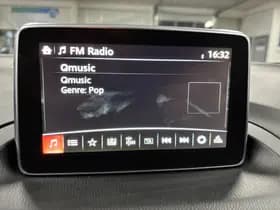 FM Radio
16:32
Qmusic
Qmusic
Genre: Pop